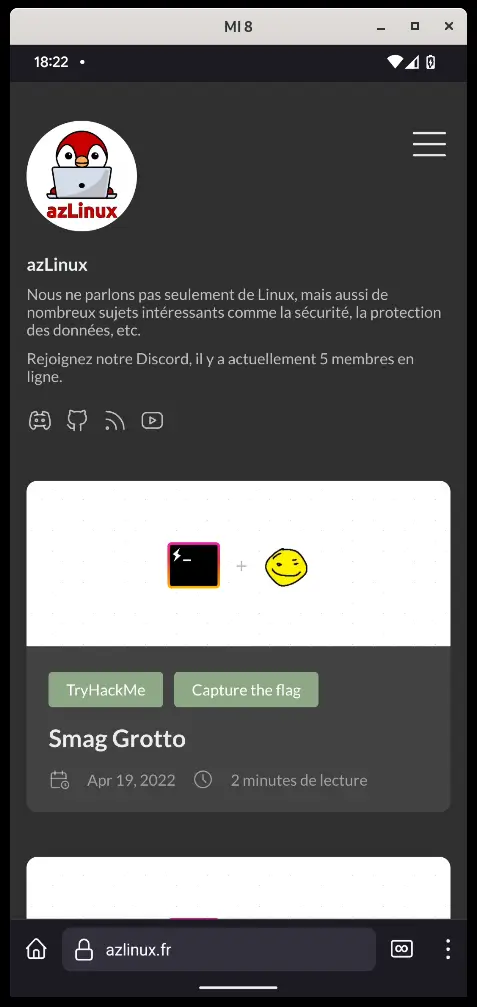 MI 8
18:22
azLinux
azLinux
Nous ne parlons pas seulement de Linux, mais aussi de
nombreux sujets intéressants comme la sécurité, la protection
des données, etc.
Rejoignez notre Discord, il y a actuellement 5 membres en
ligne.
TryHackMe
Capture the flag
Smag Grotto
Apr 19, 2022
2 minutes de lecture
azlinux.fr